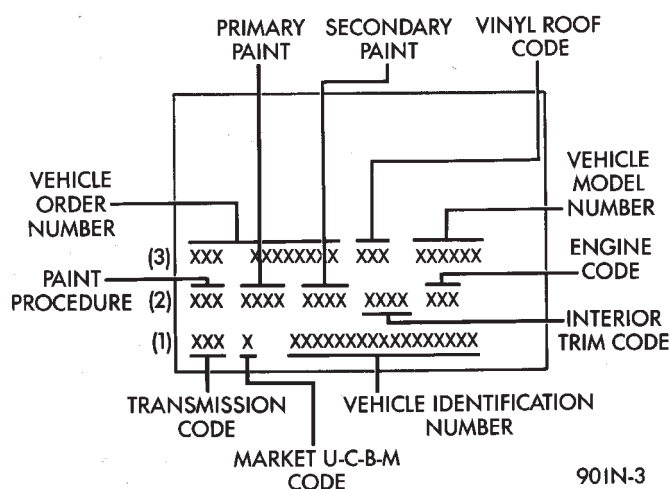 PRIMARY PAINT
SECONDARY PAINT
VINYL ROOF CODE
VEHICLE ORDER NUMBER
VEHICLE MODEL NUMBER
(3) XXX XXXXXXXX XXX XXXXXX
ENGINE CODE
PAINT PROCEDURE
(2) XXX XXXX XXXX XXXX XXX
INTERIOR TRIM CODE
(1) XXX X XXXXXXXXXXXXXXXXX
TRANSMISSION CODE
VEHICLE IDENTIFICATION NUMBER
MARKET U-C-B-M CODE
901N-3